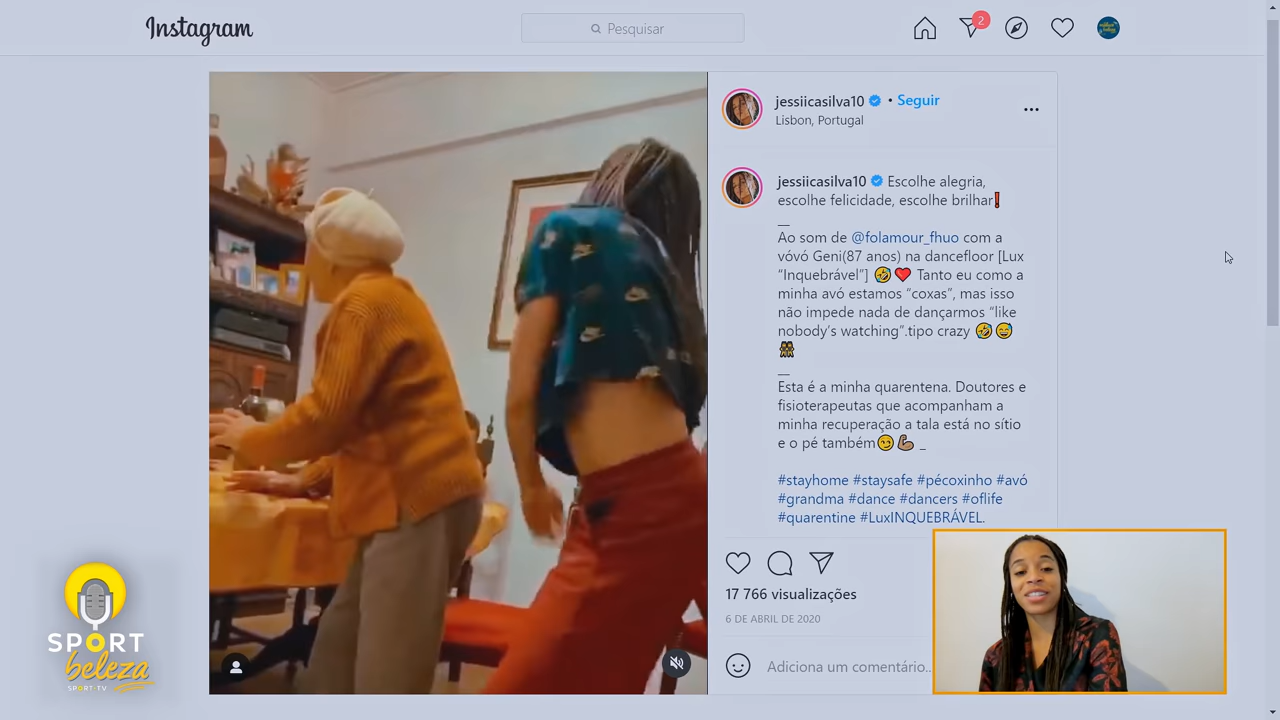 Instagram
Pesquisar
2
jessiicasilva10 • Seguir
Lisbon, Portugal
jessiicasilva10 Escolhe alegria,
escolhe felicidade, escolhe brilhar❗
__
Ao som de @folamour_fhuo com a
vóvó Geni(87 anos) na dancefloor [Lux
“Inquebrável”] 🤣❤️ Tanto eu como a
minha avó estamos “coxas”, mas isso
não impede nada de dançarmos “like
nobody’s watching”.tipo crazy 🤣😅
👯
__
Esta é a minha quarentena. Doutores e
fisioterapeutas que acompanham a
minha recuperação a tala está no sítio
e o pé também😏💪🏽 _
#stayhome #staysafe #pécoxinho #avó
#grandma #dance #dancers #oflife
#quarentine #LuxINQUEBRÁVEL.
17 766 visualizações
6 DE ABRIL DE 2020
Adiciona um comentário...
SPORT
beleza
SPORT•TV